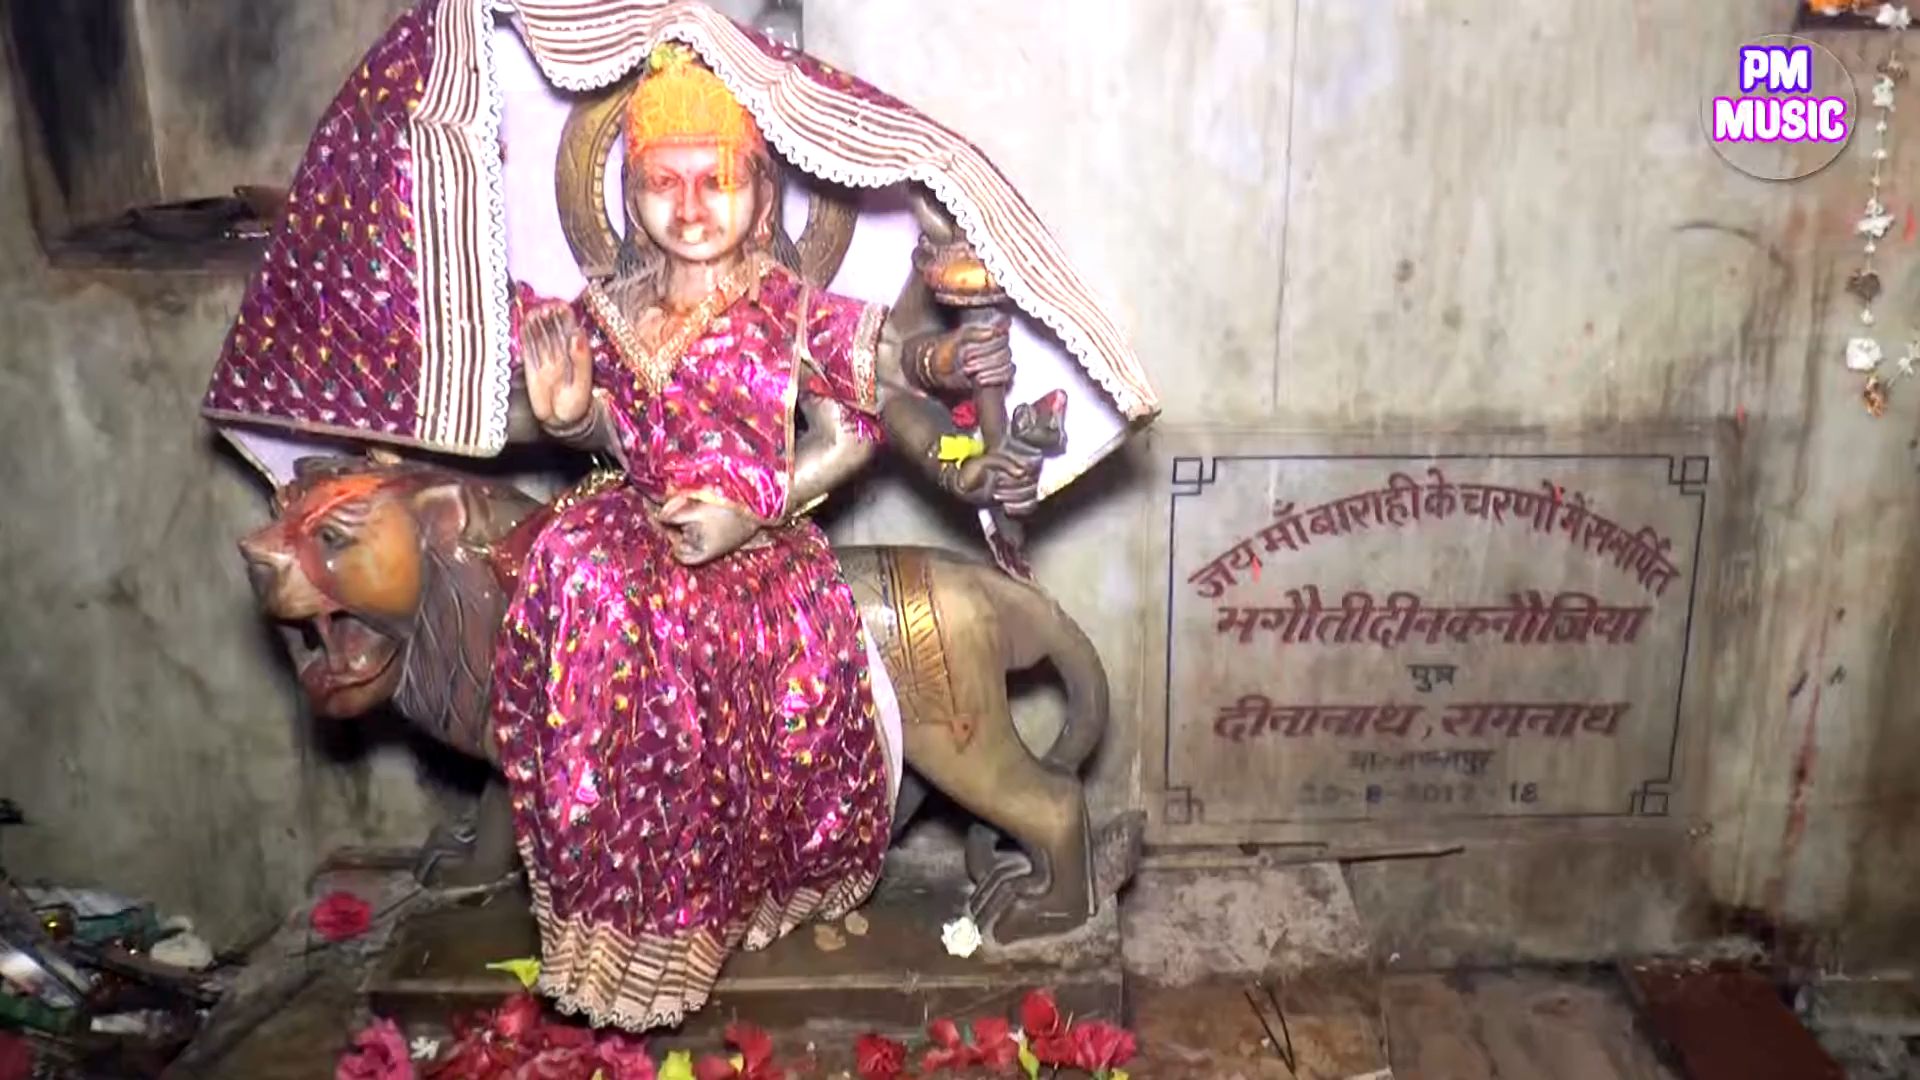 PM
MUSIC
जय माँ बाराही के चरणों में समर्पित
भगौतीदीन कनौजिया
पुत्र
दीनानाथ, रामनाथ